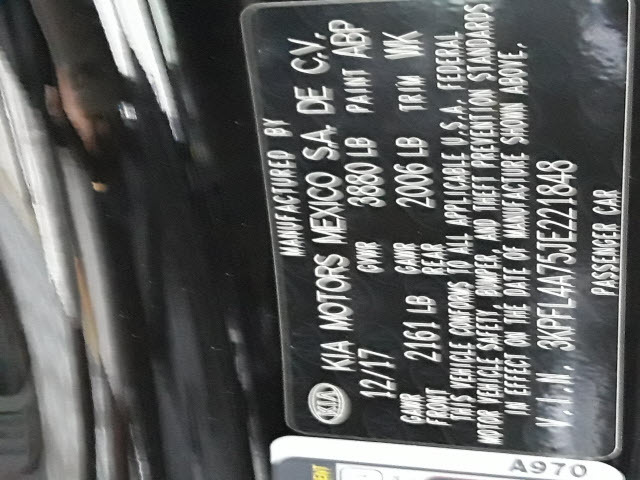 MANUFACTURED BY
KIA KIA MOTORS MEXICO S.A. DE C.V.
12/17 GVWR 3880 LB PAINT ABP
GAWR FRONT 2161 LB GAWR REAR 2006 LB TRIM WK
THIS VEHICLE CONFORMS TO ALL APPLICABLE U.S.A. FEDERAL
MOTOR VEHICLE SAFETY, BUMPER, AND THEFT PREVENTION STANDARDS
IN EFFECT ON THE DATE OF MANUFACTURE SHOWN ABOVE.
V.I.N. 3KPFL4A75JE221848
PASSENGER CAR
A970